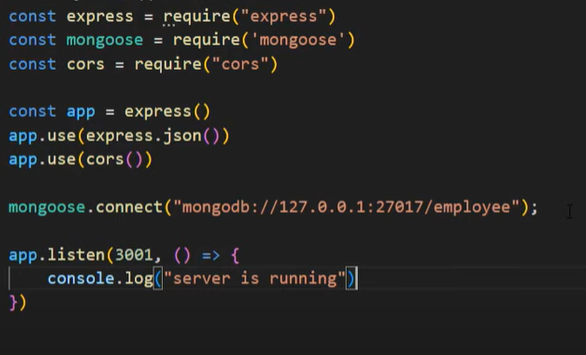 const express = require("express")
const mongoose = require('mongoose')
const cors = require("cors")
const app = express()
app.use(express.json())
app.use(cors())
mongoose.connect("mongodb://127.0.0.1:27017/employee");
app.listen(3001, () => {
    console.log("server is running")
})